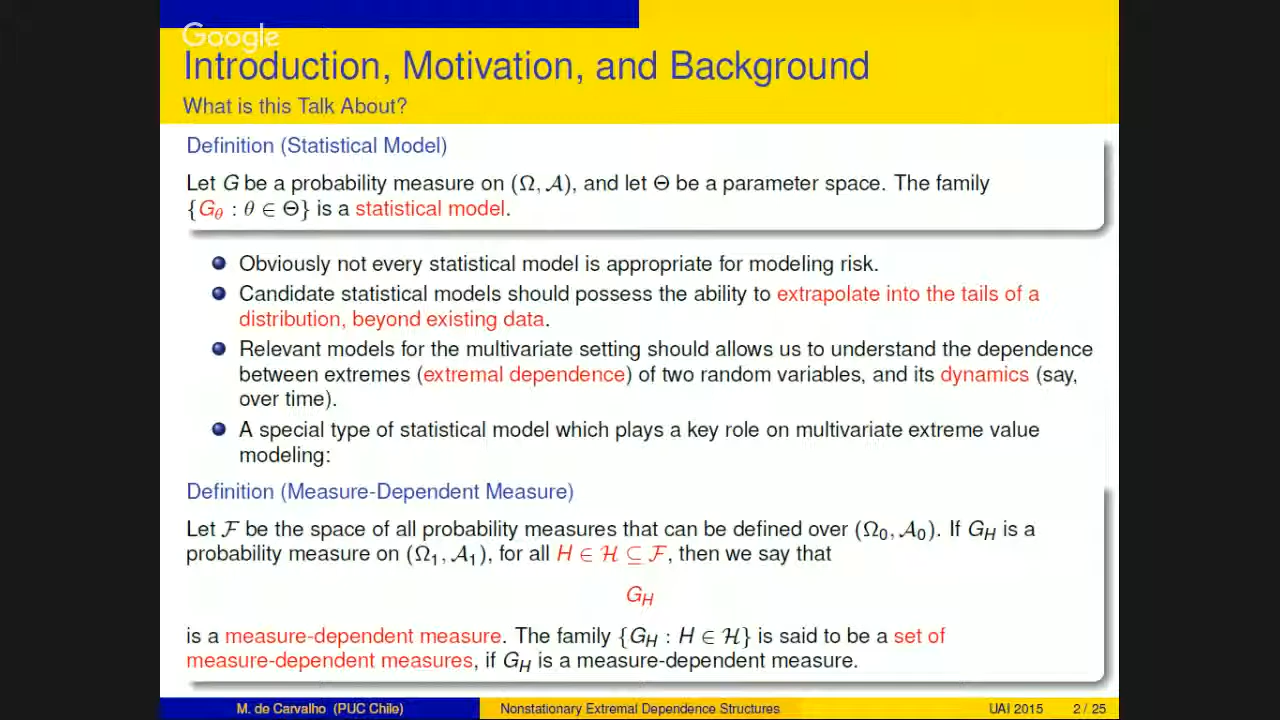 Google
Introduction, Motivation, and Background
What is this Talk About?
Definition (Statistical Model)
Let G be a probability measure on (Ω, 𝒜), and let Θ be a parameter space. The family
{G_θ : θ ∈ Θ} is a statistical model.
Obviously not every statistical model is appropriate for modeling risk.
Candidate statistical models should possess the ability to extrapolate into the tails of a
distribution, beyond existing data.
Relevant models for the multivariate setting should allows us to understand the dependence
between extremes (extremal dependence) of two random variables, and its dynamics (say,
over time).
A special type of statistical model which plays a key role on multivariate extreme value
modeling:
Definition (Measure-Dependent Measure)
Let ℱ be the space of all probability measures that can be defined over (Ω₀, 𝒜₀). If G_H is a
probability measure on (Ω₁, 𝒜₁), for all H ∈ ℋ ⊆ ℱ, then we say that
G_H
is a measure-dependent measure. The family {G_H : H ∈ ℋ} is said to be a set of
measure-dependent measures, if G_H is a measure-dependent measure.
M. de Carvalho (PUC Chile) Nonstationary Extremal Dependence Structures UAI 2015 2 / 25